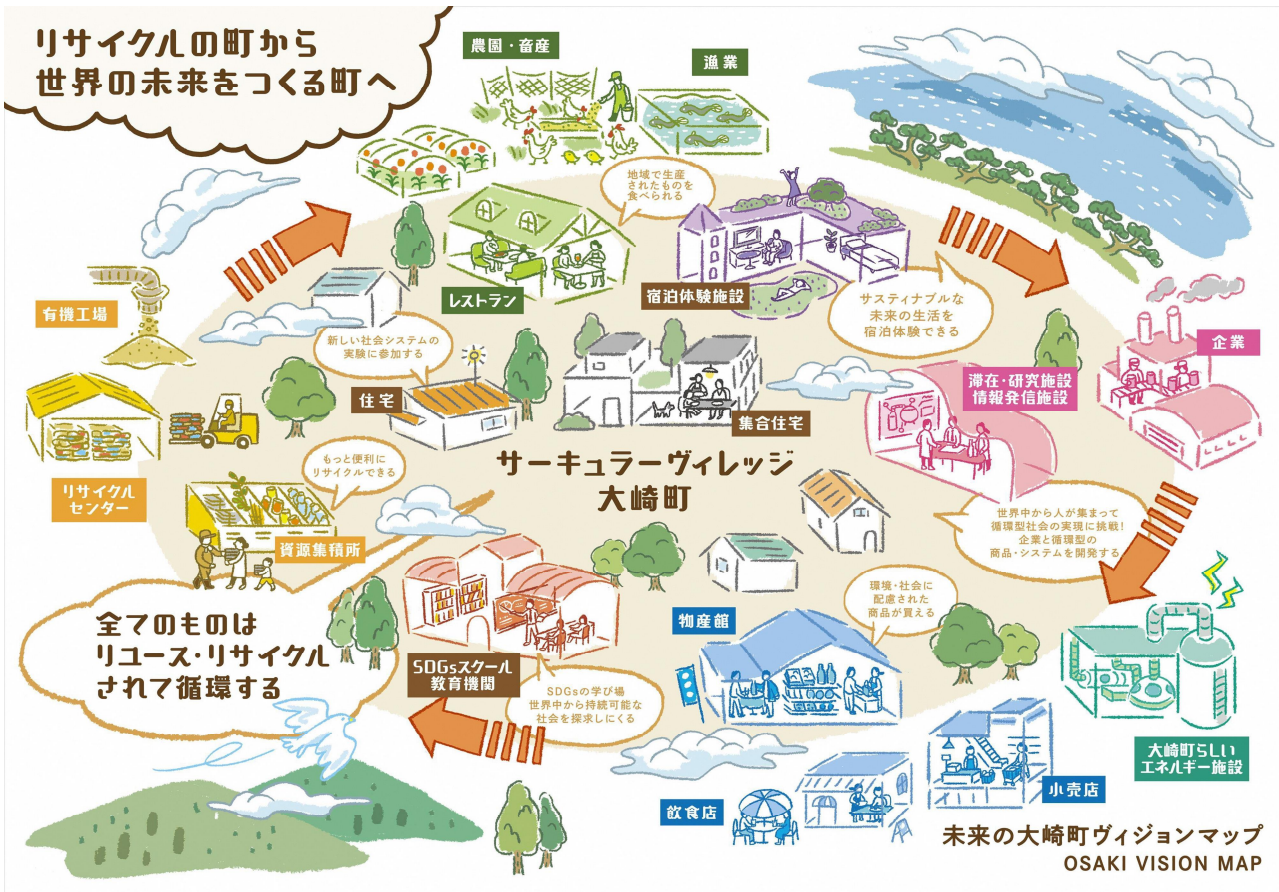 リサイクルの町から
世界の未来をつくる町へ
農園・畜産
漁業
地域で生産
されたものを
食べられる
レストラン
宿泊体験施設
サスティナブルな
未来の生活を
宿泊体験できる
有機工場
新しい社会システムの
実験に参加する
住宅
集合住宅
滞在・研究施設
情報発信施設
企業
サーキュラーヴィレッジ
大崎町
もっと便利に
リサイクルできる
リサイクル
センター
資源集積所
世界中から人が集まって
循環型社会の実現に挑戦!
企業と循環型の
商品・システムを開発する
環境・社会に
配慮された
商品が買える
物産館
全てのものは
リユース・リサイクル
されて循環する
SDGsスクール
教育機関
SDGsの学び場
世界中から持続可能な
社会を探求しにくる
大崎町らしい
エネルギー施設
小売店
飲食店
未来の大崎町ヴィジョンマップ
OSAKI VISION MAP